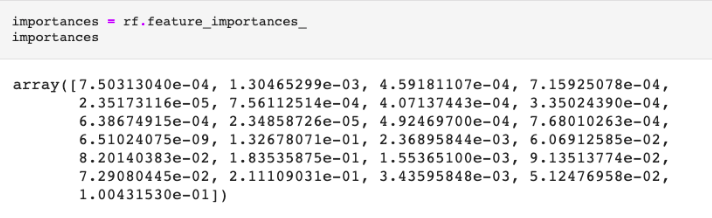 importances = rf.feature_importances_
importances
array([7.50313040e-04, 1.30465299e-03, 4.59181107e-04, 7.15925078e-04,
2.35173116e-05, 7.56112514e-04, 4.07137443e-04, 3.35024390e-04,
6.38674915e-04, 2.34858726e-05, 4.92469700e-04, 7.68010263e-04,
6.51024075e-09, 1.32678071e-01, 2.36895844e-03, 6.06912585e-02,
8.20140383e-02, 1.83535875e-01, 1.55365100e-03, 9.13513774e-02,
7.29080445e-02, 2.11109031e-01, 3.43595848e-03, 5.12476958e-02,
1.00431530e-01])